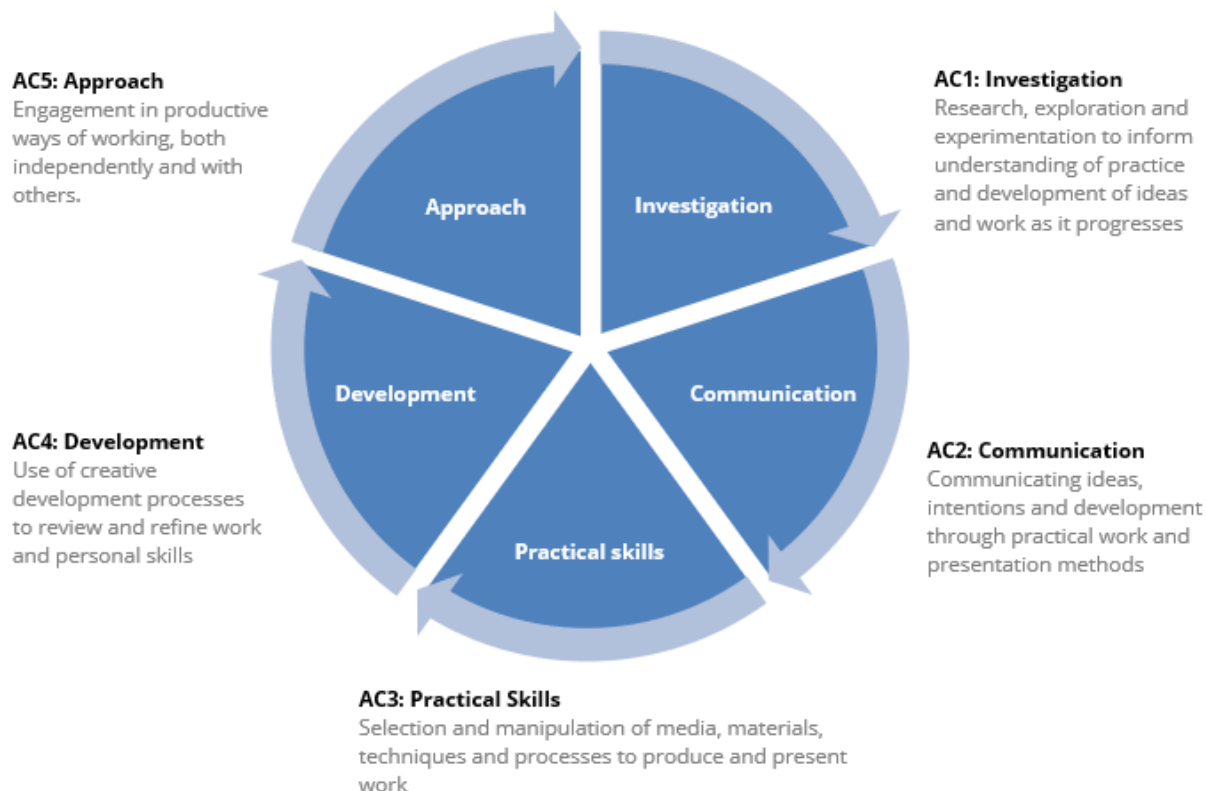 AC5: Approach
Engagement in productive
ways of working, both
independently and with
others.
AC1: Investigation
Research, exploration and
experimentation to inform
understanding of practice
and development of ideas
and work as it progresses
Approach
Investigation
Development
Communication
Practical skills
AC4: Development
Use of creative
development processes
to review and refine work
and personal skills
AC2: Communication
Communicating ideas,
intentions and development
through practical work and
presentation methods
AC3: Practical Skills
Selection and manipulation of media, materials,
techniques and processes to produce and present
work